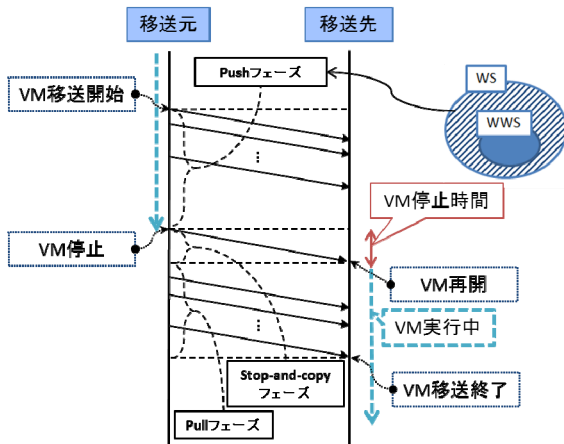 移送元
移送先
Pushフェーズ
WS
WWS
VM移送開始
VM停止時間
VM停止
VM再開
VM実行中
Stop-and-copy
フェーズ
VM移送終了
Pullフェーズ